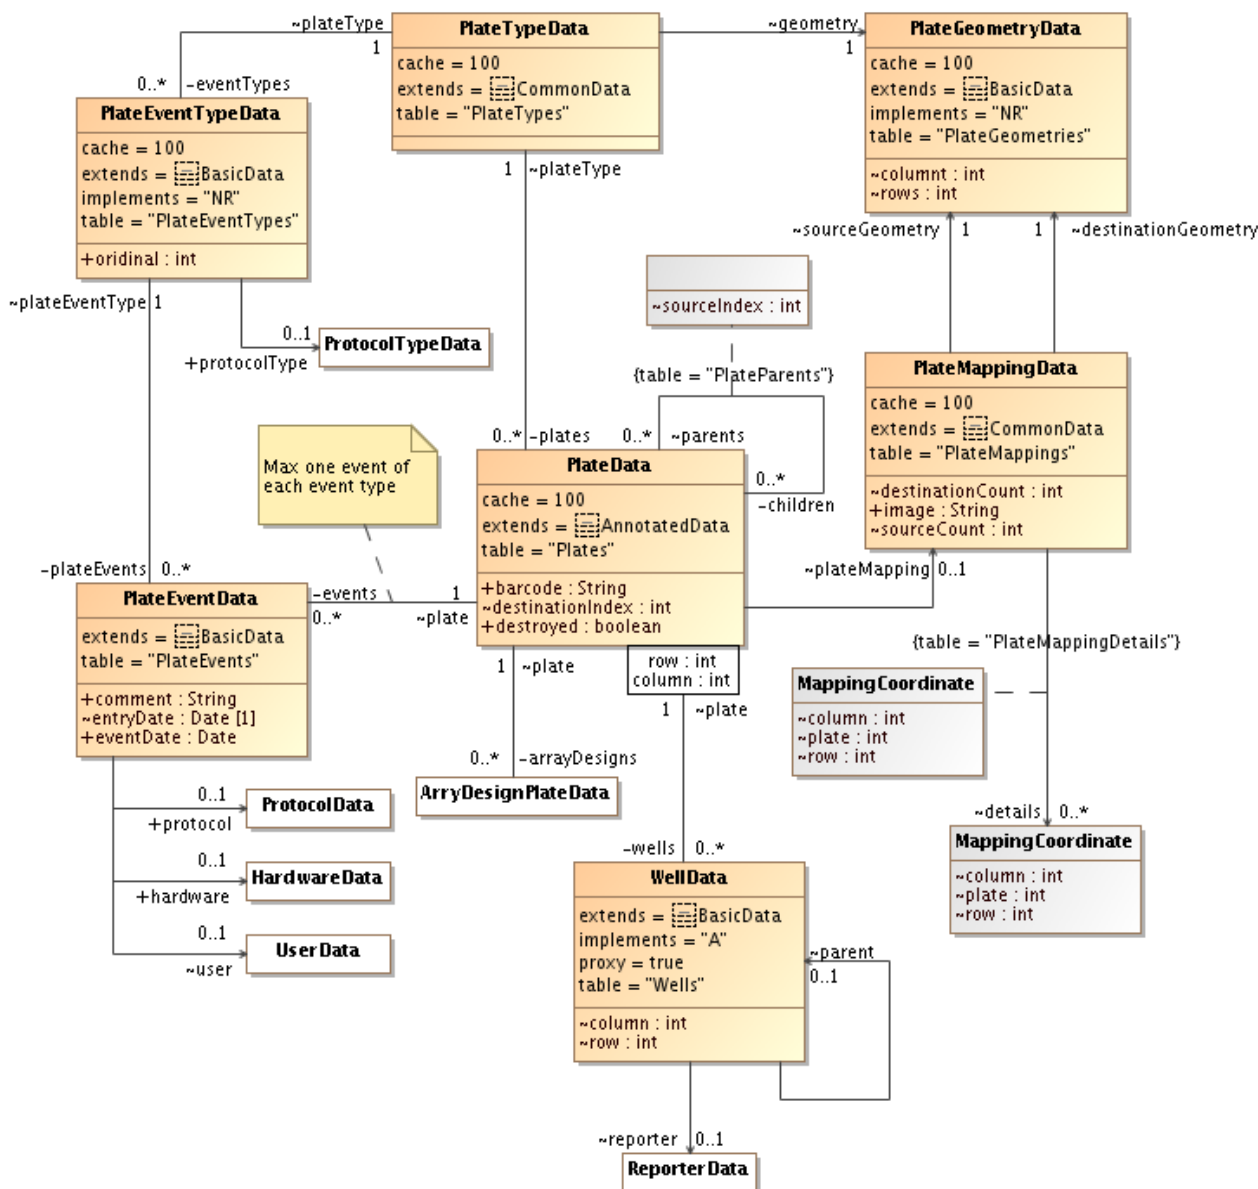 ~plateType
1
PlateTypeData
cache = 100
extends = CommonData
table = "PlateTypes"
~geometry
1
PlateGeometryData
cache = 100
extends = BasicData
implements = "NR"
table = "PlateGeometries"
~columnt : int
~rows : int
0..* -eventTypes
PlateEventTypeData
cache = 100
extends = BasicData
implements = "NR"
table = "PlateEventTypes"
+oridinal : int
1 ~plateType
~sourceGeometry 1
1 ~destinationGeometry
~sourceIndex : int
~plateEventType 1
0..1
+protocolType
ProtocolTypeData
{table = "PlateParents"}
PlateMappingData
cache = 100
extends = CommonData
table = "PlateMappings"
~destinationCount : int
+image : String
~sourceCount : int
Max one event of
each event type
0..* -plates
0..* ~parents
PlateData
cache = 100
extends = AnnotatedData
table = "Plates"
+barcode : String
~destinationIndex : int
+destroyed : boolean
0..*
-children
~plateMapping 0..1
-plateEvents 0..*
PlateEventData
extends = BasicData
table = "PlateEvents"
+comment : String
~entryDate : Date [1]
+eventDate : Date
-events
0..*
1
~plate
row : int
column : int
1 ~plate
1 ~plate
{table = "PlateMappingDetails"}
MappingCoordinate
~column : int
~plate : int
~row : int
0..* -arrayDesigns
ArryDesignPlateData
0..1
+protocol
ProtocolData
0..1
+hardware
HardwareData
0..1
~user
UserData
~details 0..*
MappingCoordinate
~column : int
~plate : int
~row : int
-wells 0..*
WellData
extends = BasicData
implements = "A"
proxy = true
table = "Wells"
~column : int
~row : int
~parent
0..1
~reporter 0..1
ReporterData